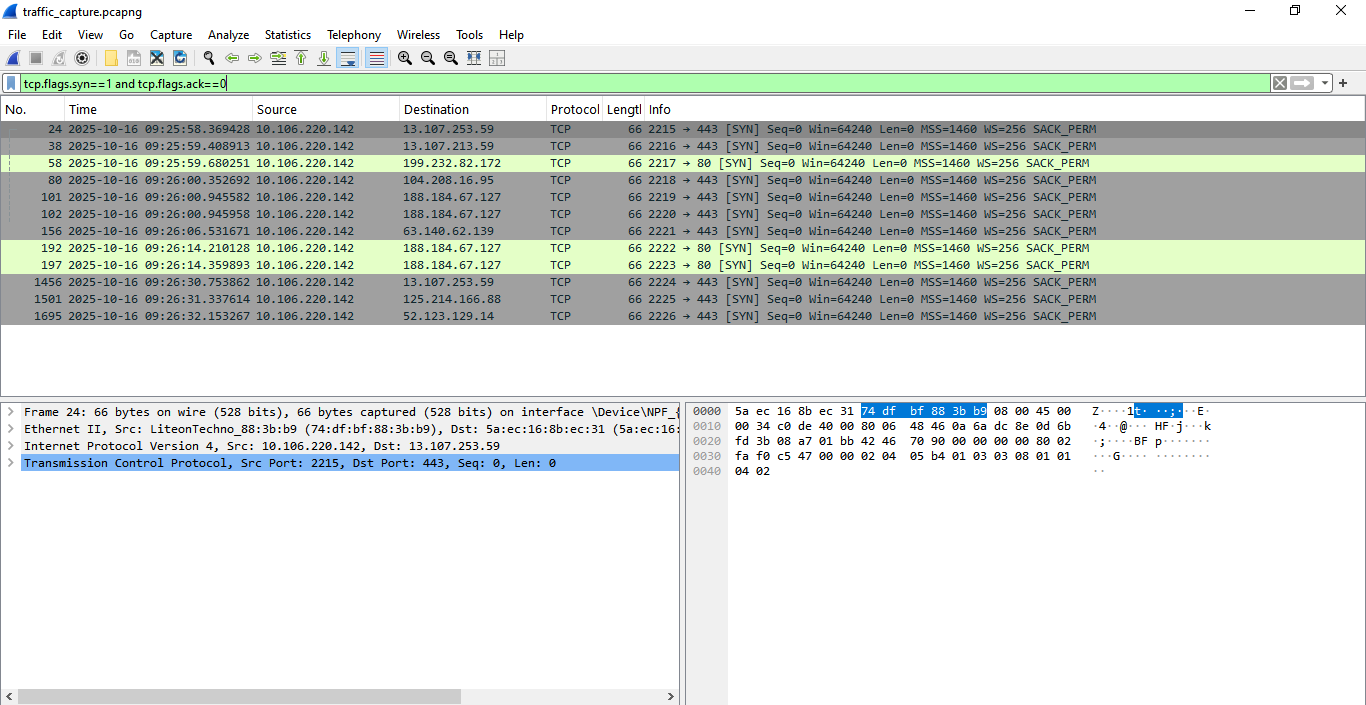 traffic_capture.pcapng
File Edit View Go Capture Analyze Statistics Telephony Wireless Tools Help
tcp.flags.syn==1 and tcp.flags.ack==0
No. Time Source Destination Protocol Lengtl Info
24 2025-10-16 09:25:58.369428 10.106.220.142 13.107.253.59 TCP 66 2215 → 443 [SYN] Seq=0 Win=64240 Len=0 MSS=1460 WS=256 SACK_PERM
38 2025-10-16 09:25:59.408913 10.106.220.142 13.107.213.59 TCP 66 2216 → 443 [SYN] Seq=0 Win=64240 Len=0 MSS=1460 WS=256 SACK_PERM
58 2025-10-16 09:25:59.680251 10.106.220.142 199.232.82.172 TCP 66 2217 → 80 [SYN] Seq=0 Win=64240 Len=0 MSS=1460 WS=256 SACK_PERM
80 2025-10-16 09:26:00.352692 10.106.220.142 104.208.16.95 TCP 66 2218 → 443 [SYN] Seq=0 Win=64240 Len=0 MSS=1460 WS=256 SACK_PERM
101 2025-10-16 09:26:00.945582 10.106.220.142 188.184.67.127 TCP 66 2219 → 443 [SYN] Seq=0 Win=64240 Len=0 MSS=1460 WS=256 SACK_PERM
102 2025-10-16 09:26:00.945958 10.106.220.142 188.184.67.127 TCP 66 2220 → 443 [SYN] Seq=0 Win=64240 Len=0 MSS=1460 WS=256 SACK_PERM
156 2025-10-16 09:26:06.531671 10.106.220.142 63.140.62.139 TCP 66 2221 → 443 [SYN] Seq=0 Win=64240 Len=0 MSS=1460 WS=256 SACK_PERM
192 2025-10-16 09:26:14.210128 10.106.220.142 188.184.67.127 TCP 66 2222 → 80 [SYN] Seq=0 Win=64240 Len=0 MSS=1460 WS=256 SACK_PERM
197 2025-10-16 09:26:14.359893 10.106.220.142 188.184.67.127 TCP 66 2223 → 80 [SYN] Seq=0 Win=64240 Len=0 MSS=1460 WS=256 SACK_PERM
1456 2025-10-16 09:26:30.753862 10.106.220.142 13.107.253.59 TCP 66 2224 → 443 [SYN] Seq=0 Win=64240 Len=0 MSS=1460 WS=256 SACK_PERM
1501 2025-10-16 09:26:31.337614 10.106.220.142 125.214.166.88 TCP 66 2225 → 443 [SYN] Seq=0 Win=64240 Len=0 MSS=1460 WS=256 SACK_PERM
1695 2025-10-16 09:26:32.153267 10.106.220.142 52.123.129.14 TCP 66 2226 → 443 [SYN] Seq=0 Win=64240 Len=0 MSS=1460 WS=256 SACK_PERM
Frame 24: 66 bytes on wire (528 bits), 66 bytes captured (528 bits) on interface \Device\NPF_{
Ethernet II, Src: LiteonTechno_88:3b:b9 (74:df:bf:88:3b:b9), Dst: 5a:ec:16:8b:ec:31 (5a:ec:16:
Internet Protocol Version 4, Src: 10.106.220.142, Dst: 13.107.253.59
Transmission Control Protocol, Src Port: 2215, Dst Port: 443, Seq: 0, Len: 0
0000 5a ec 16 8b ec 31 74 df bf 88 3b b9 08 00 45 00 Z····1t· ··;···E·
0010 00 34 c0 de 40 00 80 06 48 46 0a 6a dc 8e 0d 6b ·4··@··· HF·j···k
0020 fd 3b 08 a7 01 bb 42 46 70 90 00 00 00 00 80 02 ·;····BF p·······
0030 fa f0 c5 47 00 00 02 04 05 b4 01 03 03 08 01 01 ···G···· ········
0040 04 02 ··